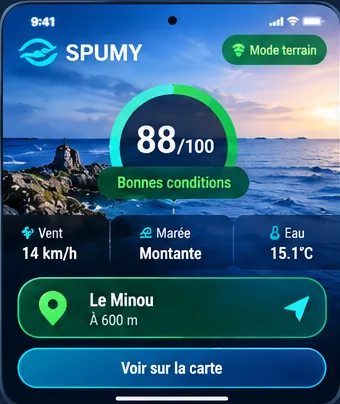 9:41
SPUMY
Mode terrain
88/100
Bonnes conditions
Vent
14 km/h
Marée
Montante
Eau
15.1°C
Le Minou
À 600 m
Voir sur la carte